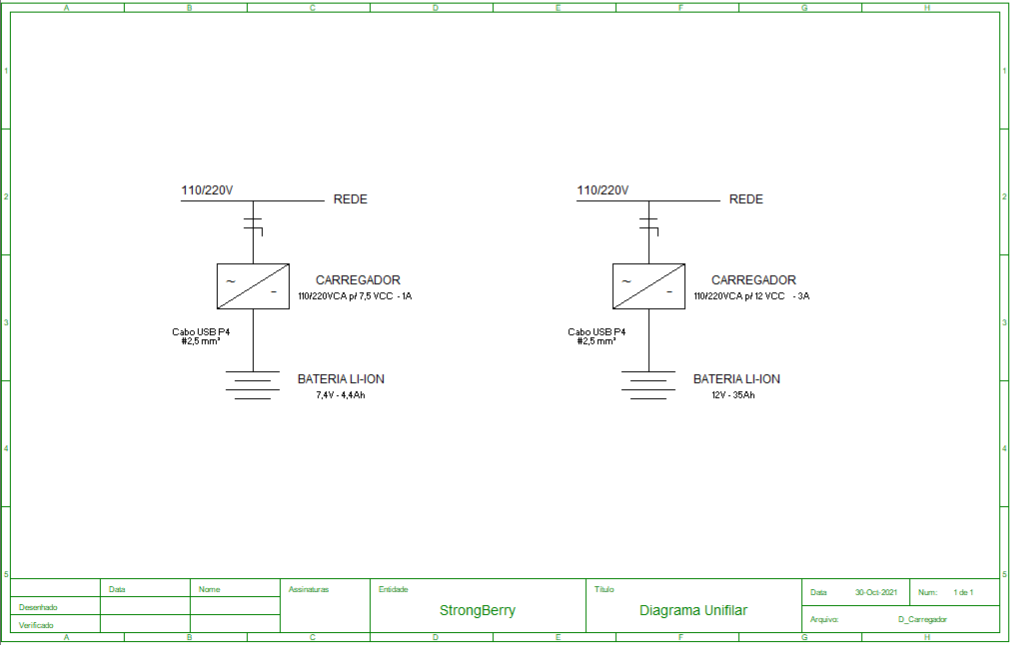 A B C D E F G H
1 1
110/220V 110/220V
2 2
REDE REDE
~ ~
CARREGADOR CARREGADOR
- -
110/220VCA p/ 7,5 VCC - 1A 110/220VCA p/ 12 VCC - 3A
3 3
Cabo USB P4 Cabo USB P4
#2,5 mm² #2,5 mm²
BATERIA LI-ION BATERIA LI-ION
7,4V - 4,4Ah 12V - 35Ah
4 4
5 5
Data Nome Assinaturas Entidade Título Data 30-Oct-2021 Num: 1 de 1
Desenhado
StrongBerry Diagrama Unifilar
Arquivo: D_Carregador
Verificado
A B C D E F G H